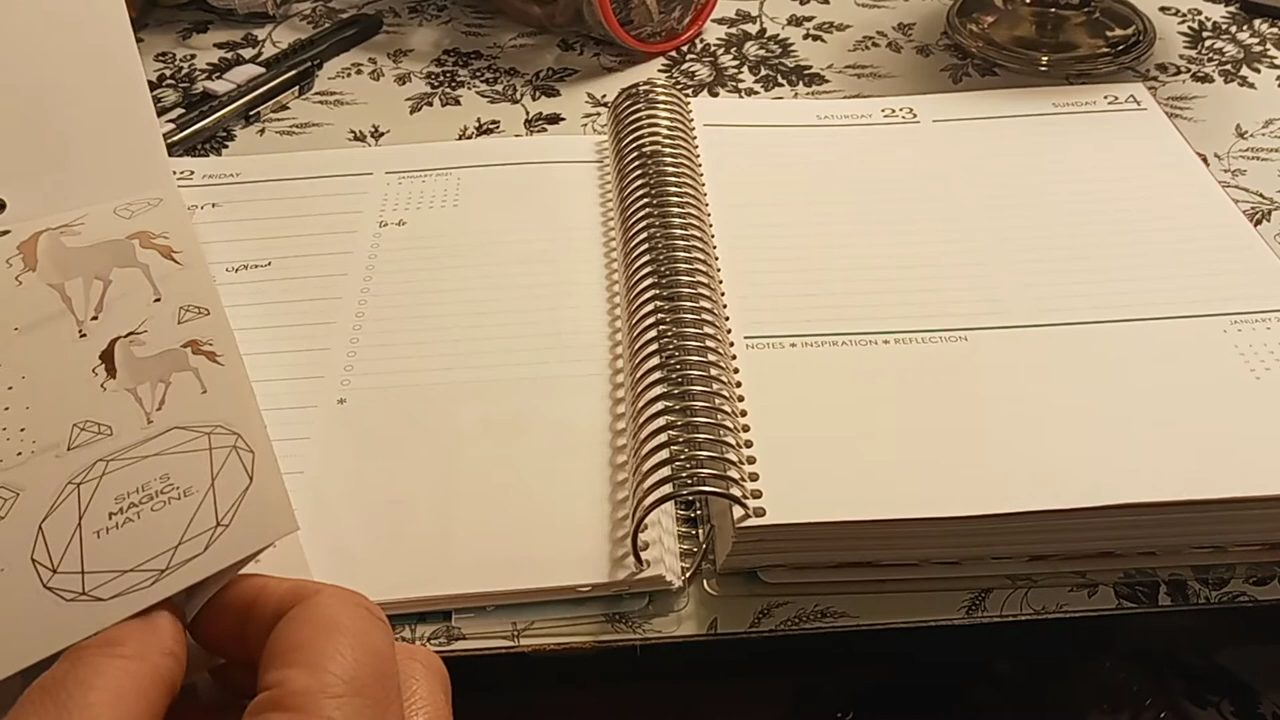 22 FRIDAY
JANUARY 2021
to-do
upload
*
SATURDAY 23
SUNDAY 24
NOTES * INSPIRATION * REFLECTION
JANUARY 2
SHE'S
MAGIC.
THAT ONE.